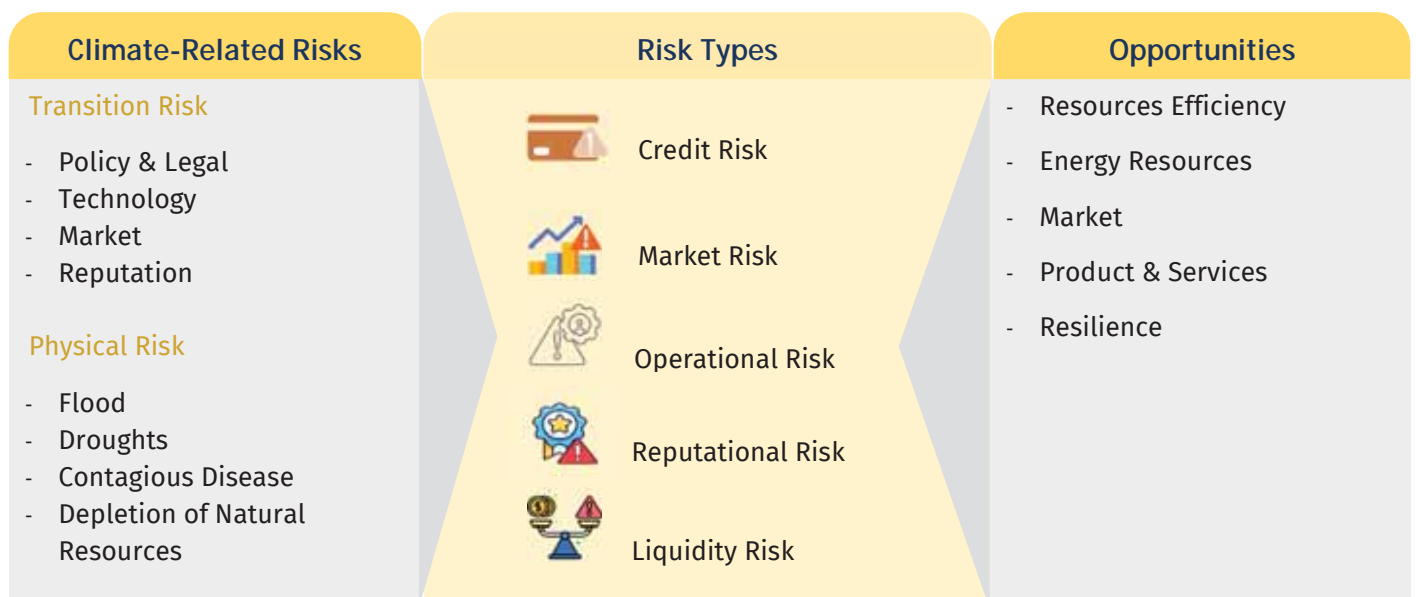 Climate-Related Risks
Transition Risk
- Policy & Legal
- Technology
- Market
- Reputation
Physical Risk
- Flood
- Droughts
- Contagious Disease
- Depletion of Natural
Resources
Risk Types
Credit Risk
Market Risk
Operational Risk
Reputational Risk
Liquidity Risk
Opportunities
- Resources Efficiency
- Energy Resources
- Market
- Product & Services
- Resilience